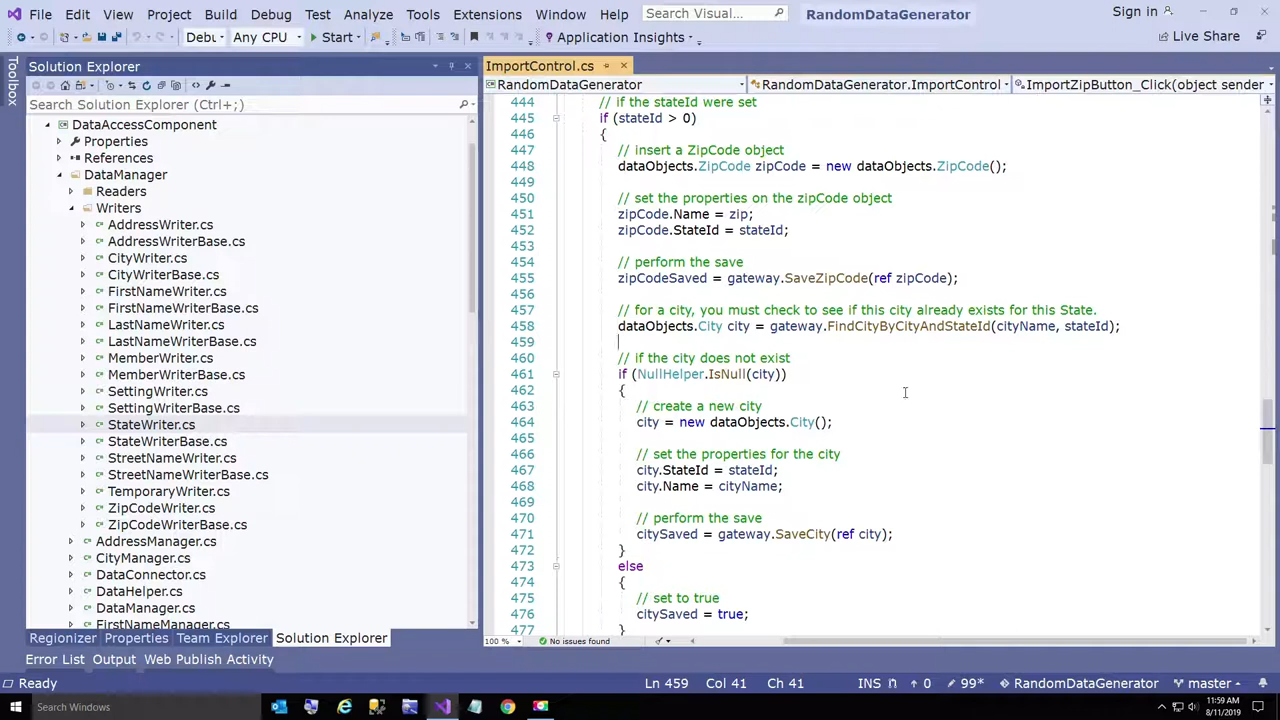 File Edit View Project Build Debug Test Analyze Tools Extensions Window Help Search Visual... RandomDataGenerator Sign in
Debu Any CPU Start Application Insights Live Share
Toolbox
Solution Explorer
Search Solution Explorer (Ctrl+;)
DataAccessComponent
Properties
References
DataManager
Readers
Writers
AddressWriter.cs
AddressWriterBase.cs
CityWriter.cs
CityWriterBase.cs
FirstNameWriter.cs
FirstNameWriterBase.cs
LastNameWriter.cs
LastNameWriterBase.cs
MemberWriter.cs
MemberWriterBase.cs
SettingWriter.cs
SettingWriterBase.cs
StateWriter.cs
StateWriterBase.cs
StreetNameWriter.cs
StreetNameWriterBase.cs
TemporaryWriter.cs
ZipCodeWriter.cs
ZipCodeWriterBase.cs
AddressManager.cs
CityManager.cs
DataConnector.cs
DataHelper.cs
DataManager.cs
FirstNameManager.cs
Regionizer Properties Team Explorer Solution Explorer
ImportControl.cs
RandomDataGenerator RandomDataGenerator.ImportControl ImportZipButton_Click(object sender
444 // if the stateId were set
445 if (stateId > 0)
446 {
447 // insert a ZipCode object
448 dataObjects.ZipCode zipCode = new dataObjects.ZipCode();
449
450 // set the properties on the zipCode object
451 zipCode.Name = zip;
452 zipCode.StateId = stateId;
453
454 // perform the save
455 zipCodeSaved = gateway.SaveZipCode(ref zipCode);
456
457 // for a city, you must check to see if this city already exists for this State.
458 dataObjects.City city = gateway.FindCityByCityAndStateId(cityName, stateId);
459
460 // if the city does not exist
461 if (NullHelper.IsNull(city))
462 {
463 // create a new city
464 city = new dataObjects.City();
465
466 // set the properties for the city
467 city.StateId = stateId;
468 city.Name = cityName;
469
470 // perform the save
471 citySaved = gateway.SaveCity(ref city);
472 }
473 else
474 {
475 // set to true
476 citySaved = true;
477 }
100 % No issues found
Error List Output Web Publish Activity
Ready Ln 459 Col 41 Ch 41 INS 0 99* RandomDataGenerator master
Search Windows
11:59 AM
8/11/2019